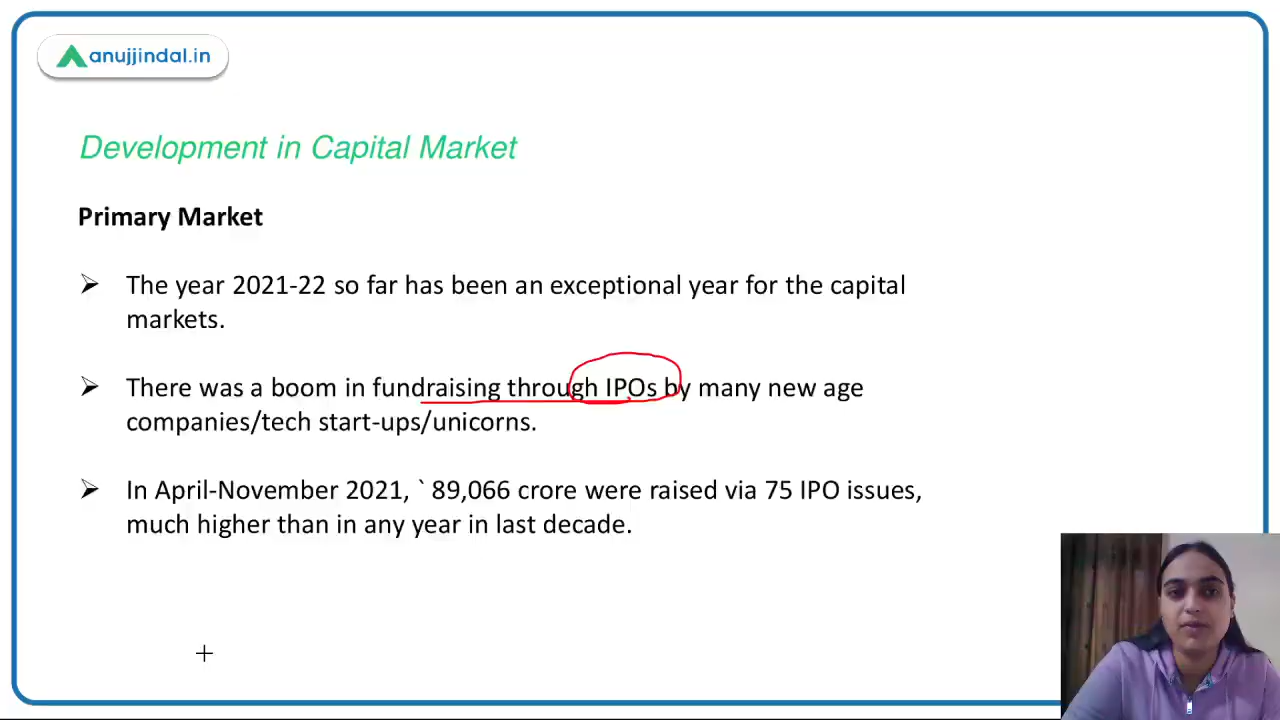 anujjindal.in
Development in Capital Market
Primary Market
The year 2021-22 so far has been an exceptional year for the capital
markets.
There was a boom in fundraising through IPOs by many new age
companies/tech start-ups/unicorns.
In April-November 2021, ` 89,066 crore were raised via 75 IPO issues,
much higher than in any year in last decade.